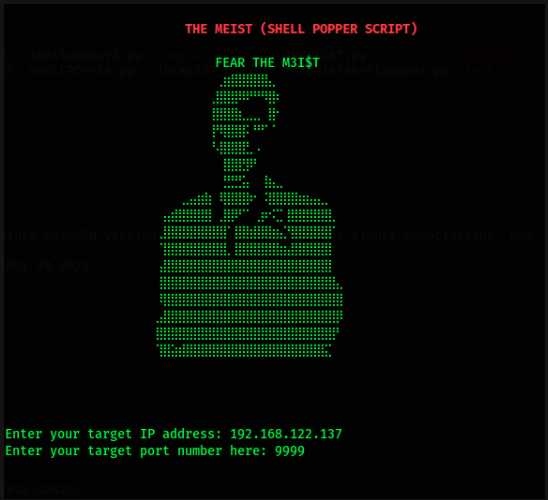 THE MEIST (SHELL POPPER SCRIPT)
FEAR THE M3I$T
Enter your target IP address: 192.168.122.137
Enter your target port number here: 9999